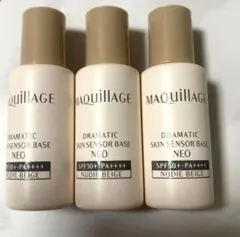 MAQuillAGE
DRAMATIC
SKIN SENSOR BASE
NEO
SPF50+·PA++++
NUDIE BEIGE
MAQuillAGE
DRAMATIC
SKIN SENSOR BASE
NEO
SPF50+·PA++++
NUDIE BEIGE
MAQuillAGE
DRAMATIC
SKIN SENSOR BASE
NEO
SPF50+·PA++++
NUDIE BEIGE